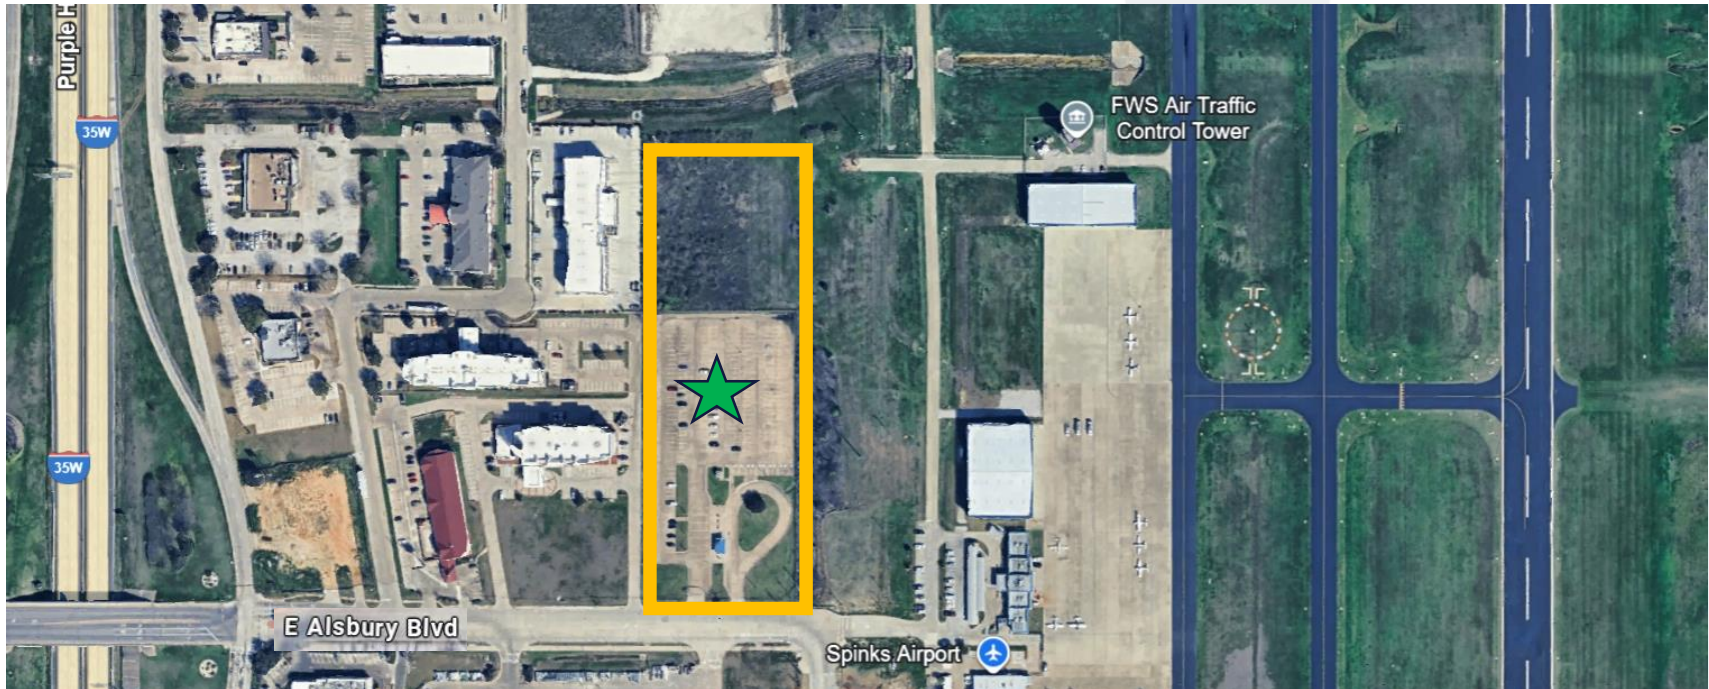 Purple H
35W
FWS Air Traffic
Control Tower
35W
E Alsbury Blvd
Spinks Airport